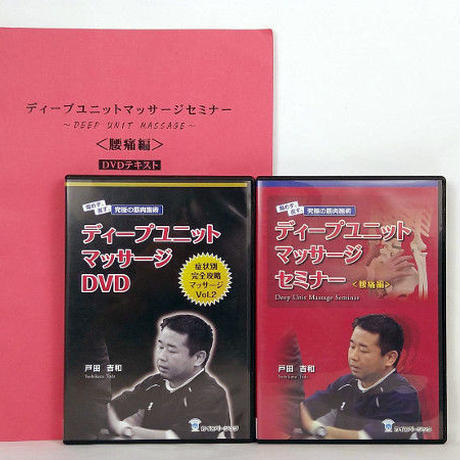 ディープユニットマッサージセミナー
～DEEP UNIT MASSAGE～
＜腰痛編＞
DVDテキスト
究極の筋肉施術
ディープユニット
マッサージ
DVD
症状別
完全攻略
マッサージ
Vol.2
戸田 吉和
Yoshikazu Toda
究極の筋肉施術
ディープユニット
マッサージ
セミナー
＜腰痛編＞
Deep Unit Massage Seminar
戸田 吉和
Yoshikazu Toda